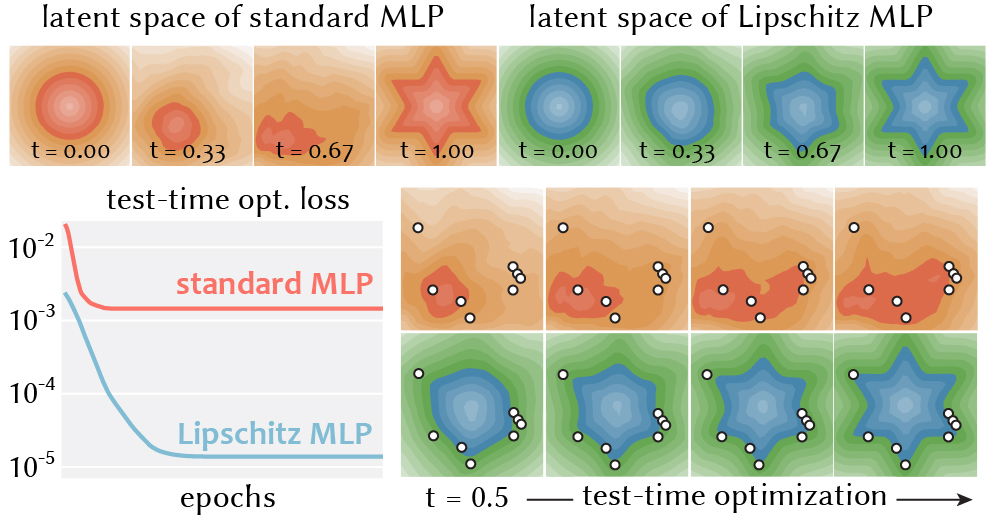 latent space of standard MLP
latent space of Lipschitz MLP
t = 0.00
t = 0.33
t = 0.67
t = 1.00
t = 0.00
t = 0.33
t = 0.67
t = 1.00
test-time opt. loss
10⁻²
standard MLP
10⁻³
10⁻⁴
Lipschitz MLP
10⁻⁵
epochs
t = 0.5
test-time optimization